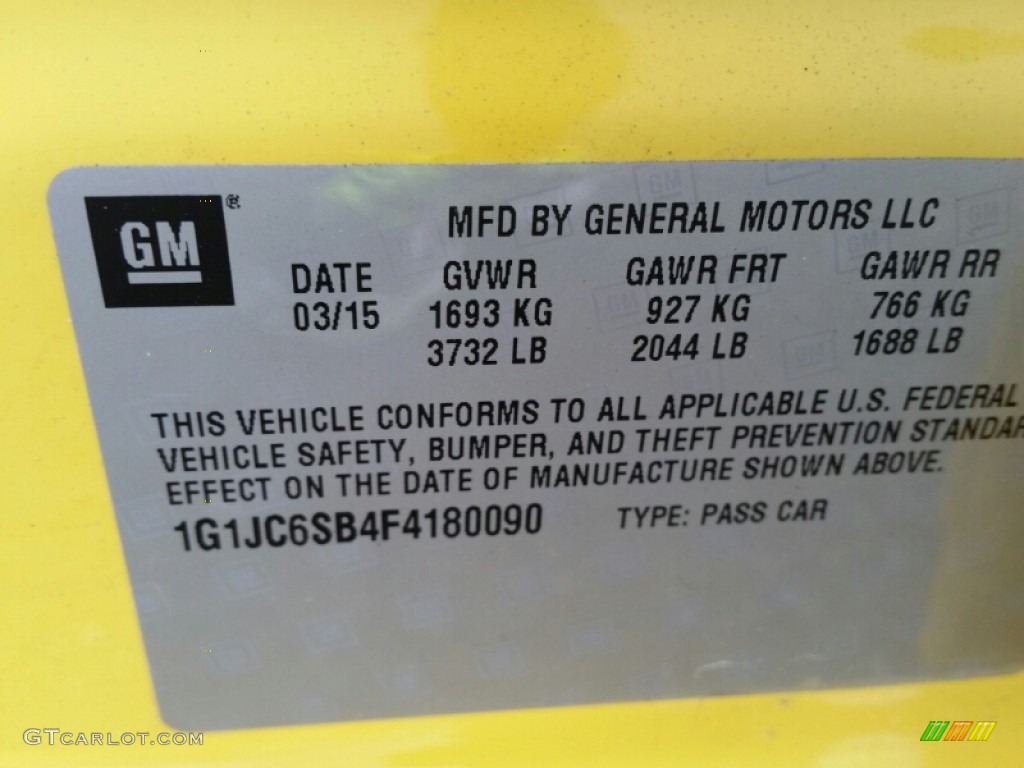 GM ®
MFD BY GENERAL MOTORS LLC
DATE GVWR GAWR FRT GAWR RR
03/15 1693 KG 927 KG 766 KG
3732 LB 2044 LB 1688 LB
THIS VEHICLE CONFORMS TO ALL APPLICABLE U.S. FEDERAL
VEHICLE SAFETY, BUMPER, AND THEFT PREVENTION
EFFECT ON THE DATE OF MANUFACTURE SHOWN ABOVE.
1G1JC6SB4F4180090 TYPE: PASS CAR
GTCARLOT.COM